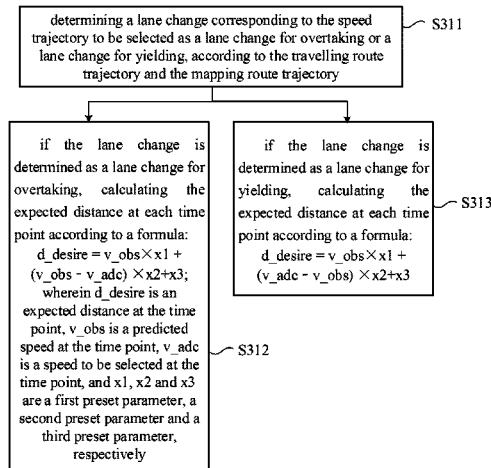 determining a lane change corresponding to the speed
trajectory to be selected as a lane change for overtaking or a
lane change for yielding, according to the travelling route
trajectory and the mapping route trajectory
S311
if the lane change is
determined as a lane change for
overtaking, calculating the
expected distance at each time
point according to a formula:
d_desire = v_obs×x1 +
(v_obs - v_adc) ×x2+x3;
wherein d_desire is an
expected distance at the time
point, v_obs is a predicted
speed at the time point, v_adc
is a speed to be selected at the
time point, and x1, x2 and x3
are a first preset parameter, a
second preset parameter and a
third preset parameter,
respectively
S312
if the lane change is
determined as a lane change for
yielding, calculating the
expected distance at each time
point according to a formula:
d_desire = v_obs×x1 +
(v_adc - v_obs) ×x2+x3
S313